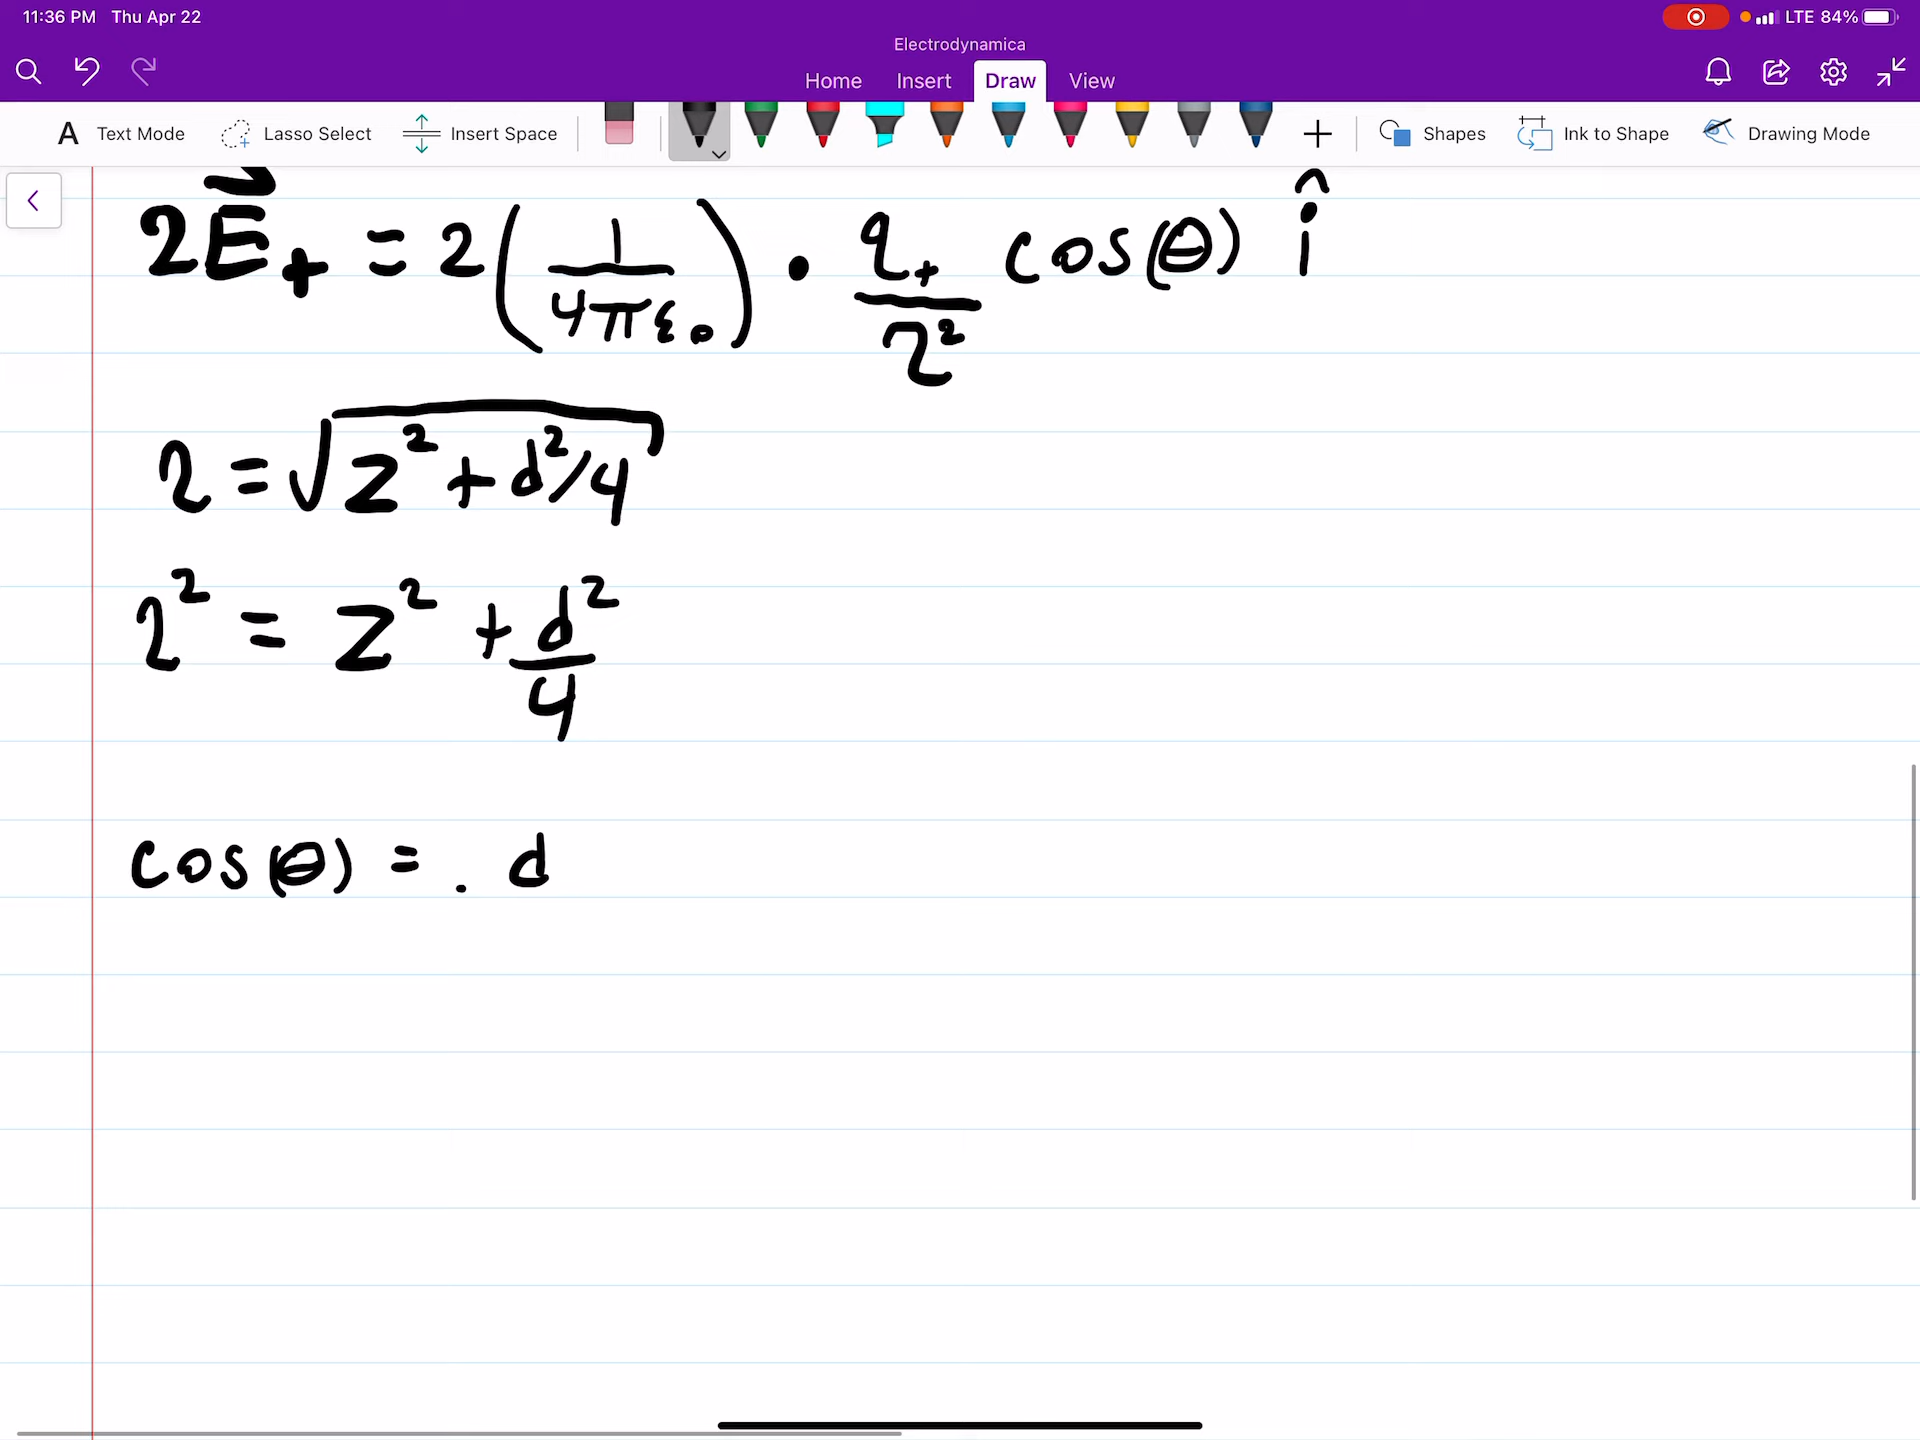 11:36 PM Thu Apr 22
LTE 84%
Electrodynamica
Home Insert Draw View
A Text Mode Lasso Select Insert Space Shapes Ink to Shape Drawing Mode
2E⃗₊ = 2(1/4πε₀) · q₊/r² cos(θ) î
r = √(z² + d²/4)
r² = z² + d²/4
cos(θ) = . d